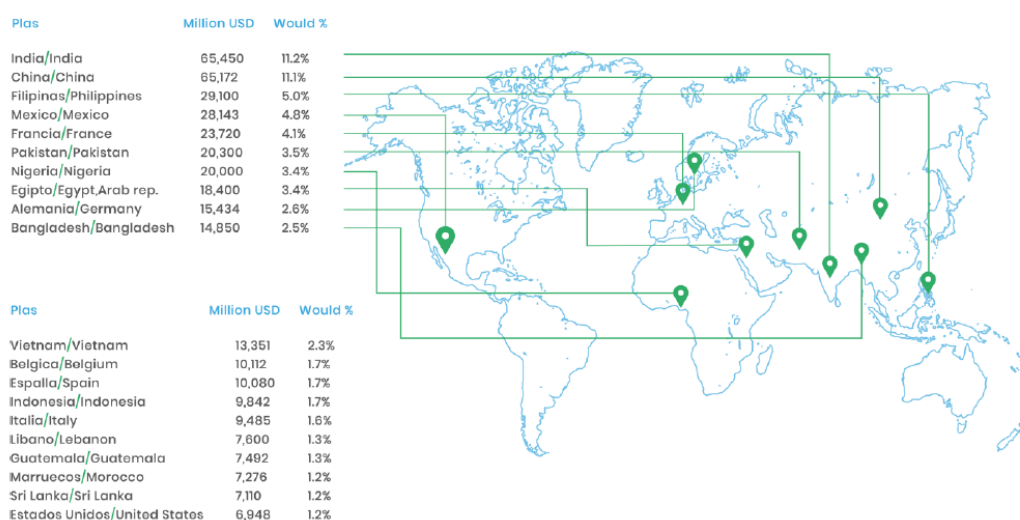 Plas Million USD Would %
India/India 65,450 11.2%
China/China 65,172 11.1%
Filipinas/Philippines 29,100 5.0%
Mexico/Mexico 28,143 4.8%
Francia/France 23,720 4.1%
Pakistan/Pakistan 20,300 3.5%
Nigeria/Nigeria 20,000 3.4%
Egipto/Egypt,Arab rep. 18,400 3.4%
Alemania/Germany 15,434 2.6%
Bangladesh/Bangladesh 14,850 2.5%
Plas Million USD Would %
Vietnam/Vietnam 13,351 2.3%
Belgica/Belgium 10,112 1.7%
Espalla/Spain 10,080 1.7%
Indonesia/Indonesia 9,842 1.7%
Italia/Italy 9,485 1.6%
Libano/Lebanon 7,600 1.3%
Guatemala/Guatemala 7,492 1.3%
Marruecos/Morocco 7,276 1.2%
Sri Lanka/Sri Lanka 7,110 1.2%
Estados Unidos/United States 6,948 1.2%